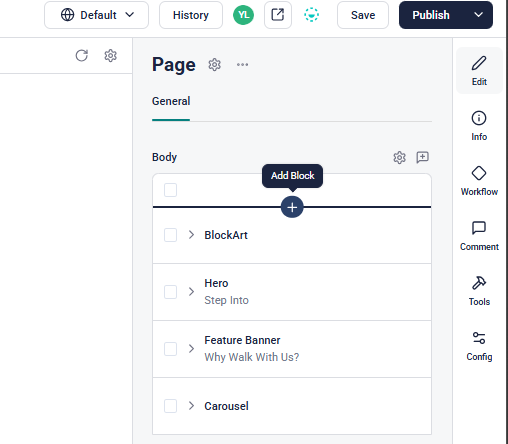 Default
History
YL
Save
Publish
Page
General
Edit
Info
Body
Add Block
Workflow
BlockArt
Comment
Hero
Step Into
Tools
Feature Banner
Why Walk With Us?
Config
Carousel